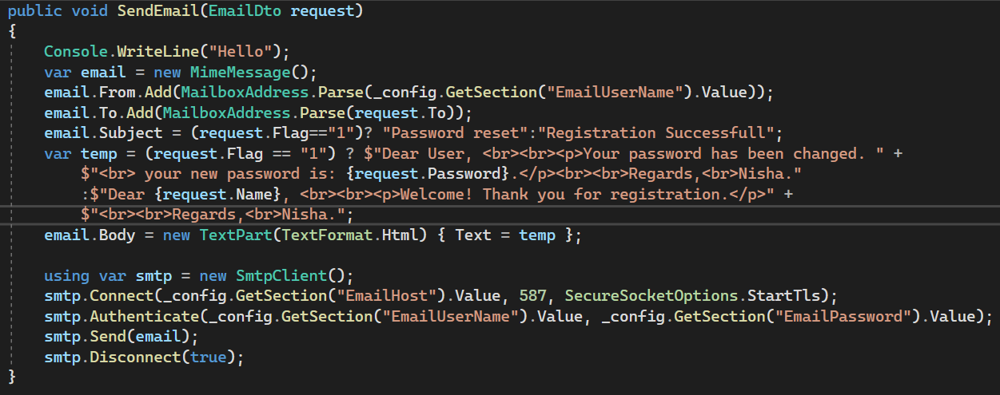 public void SendEmail(EmailDto request)
{
    Console.WriteLine("Hello");
    var email = new MimeMessage();
    email.From.Add(MailboxAddress.Parse(_config.GetSection("EmailUserName").Value));
    email.To.Add(MailboxAddress.Parse(request.To));
    email.Subject = (request.Flag=="1")? "Password reset":"Registration Successfull";
    var temp = (request.Flag == "1") ? $"Dear User, <br><br><p>Your password has been changed. " +
        $"<br> your new password is: {request.Password}.</p><br><br>Regards,<br>Nisha."
        :$"Dear {request.Name}, <br><br><p>Welcome! Thank you for registration.</p>" +
        $"<br><br>Regards,<br>Nisha.";
    email.Body = new TextPart(TextFormat.Html) { Text = temp };

    using var smtp = new SmtpClient();
    smtp.Connect(_config.GetSection("EmailHost").Value, 587, SecureSocketOptions.StartTls);
    smtp.Authenticate(_config.GetSection("EmailUserName").Value, _config.GetSection("EmailPassword").Value);
    smtp.Send(email);
    smtp.Disconnect(true);
}